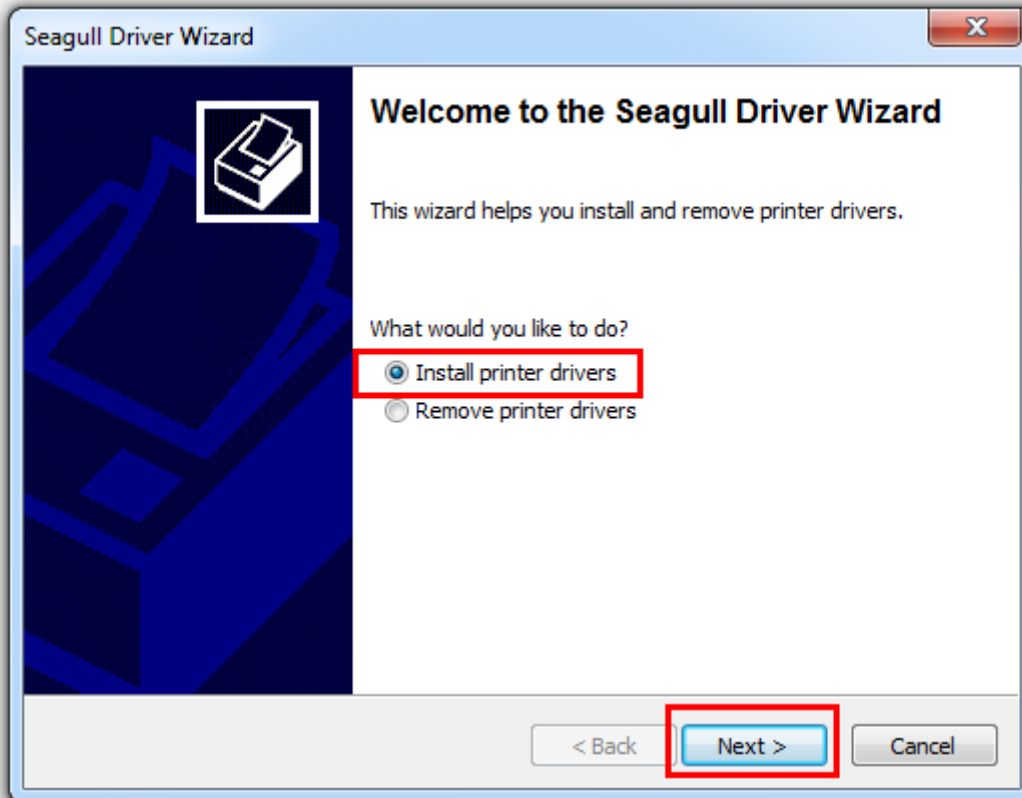 Seagull Driver Wizard
Welcome to the Seagull Driver Wizard
This wizard helps you install and remove printer drivers.
What would you like to do?
Install printer drivers
Remove printer drivers
< Back Next > Cancel